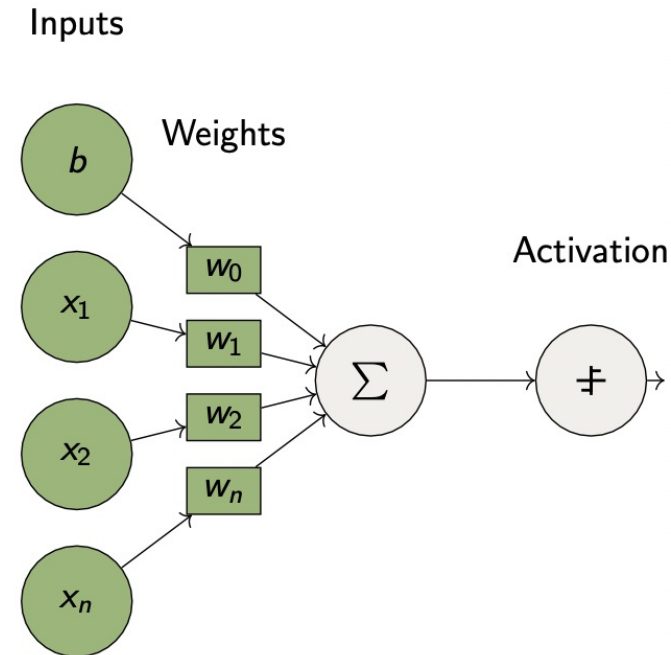 Inputs
Weights
b
w₀
Activation
x₁
w₁
∑
w₂
x₂
wₙ
xₙ